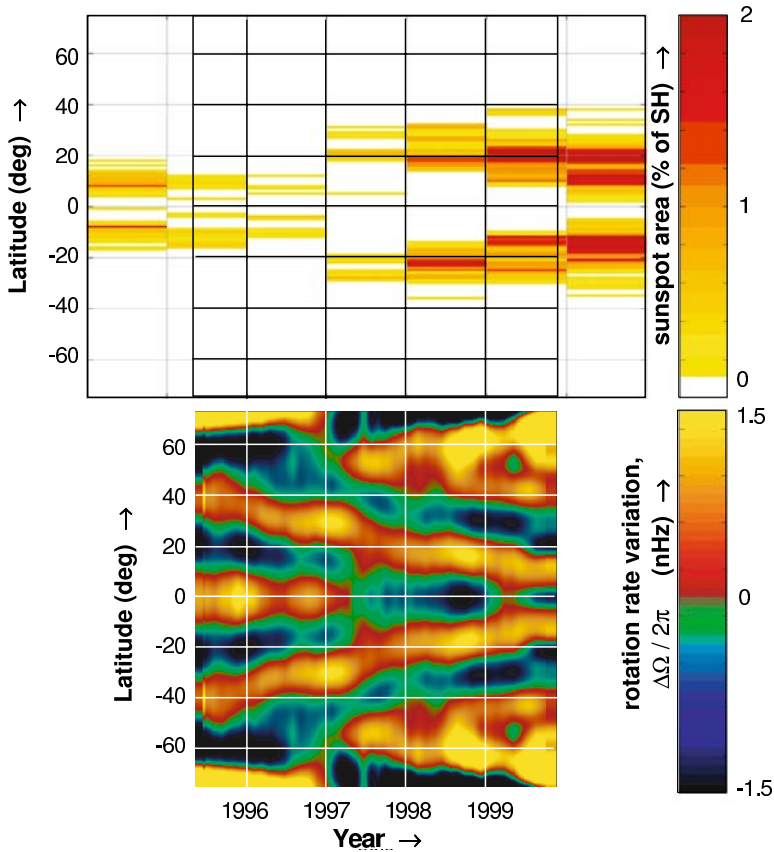 60
40
20
0
-20
-40
-60
Latitude (deg) →
2
1
0
sunspot area (% of SH) →
60
40
20
0
-20
-40
-60
Latitude (deg) →
1.5
0
-1.5
rotation rate variation,
ΔΩ / 2π (nHz) →
1996 1997 1998 1999
Year →